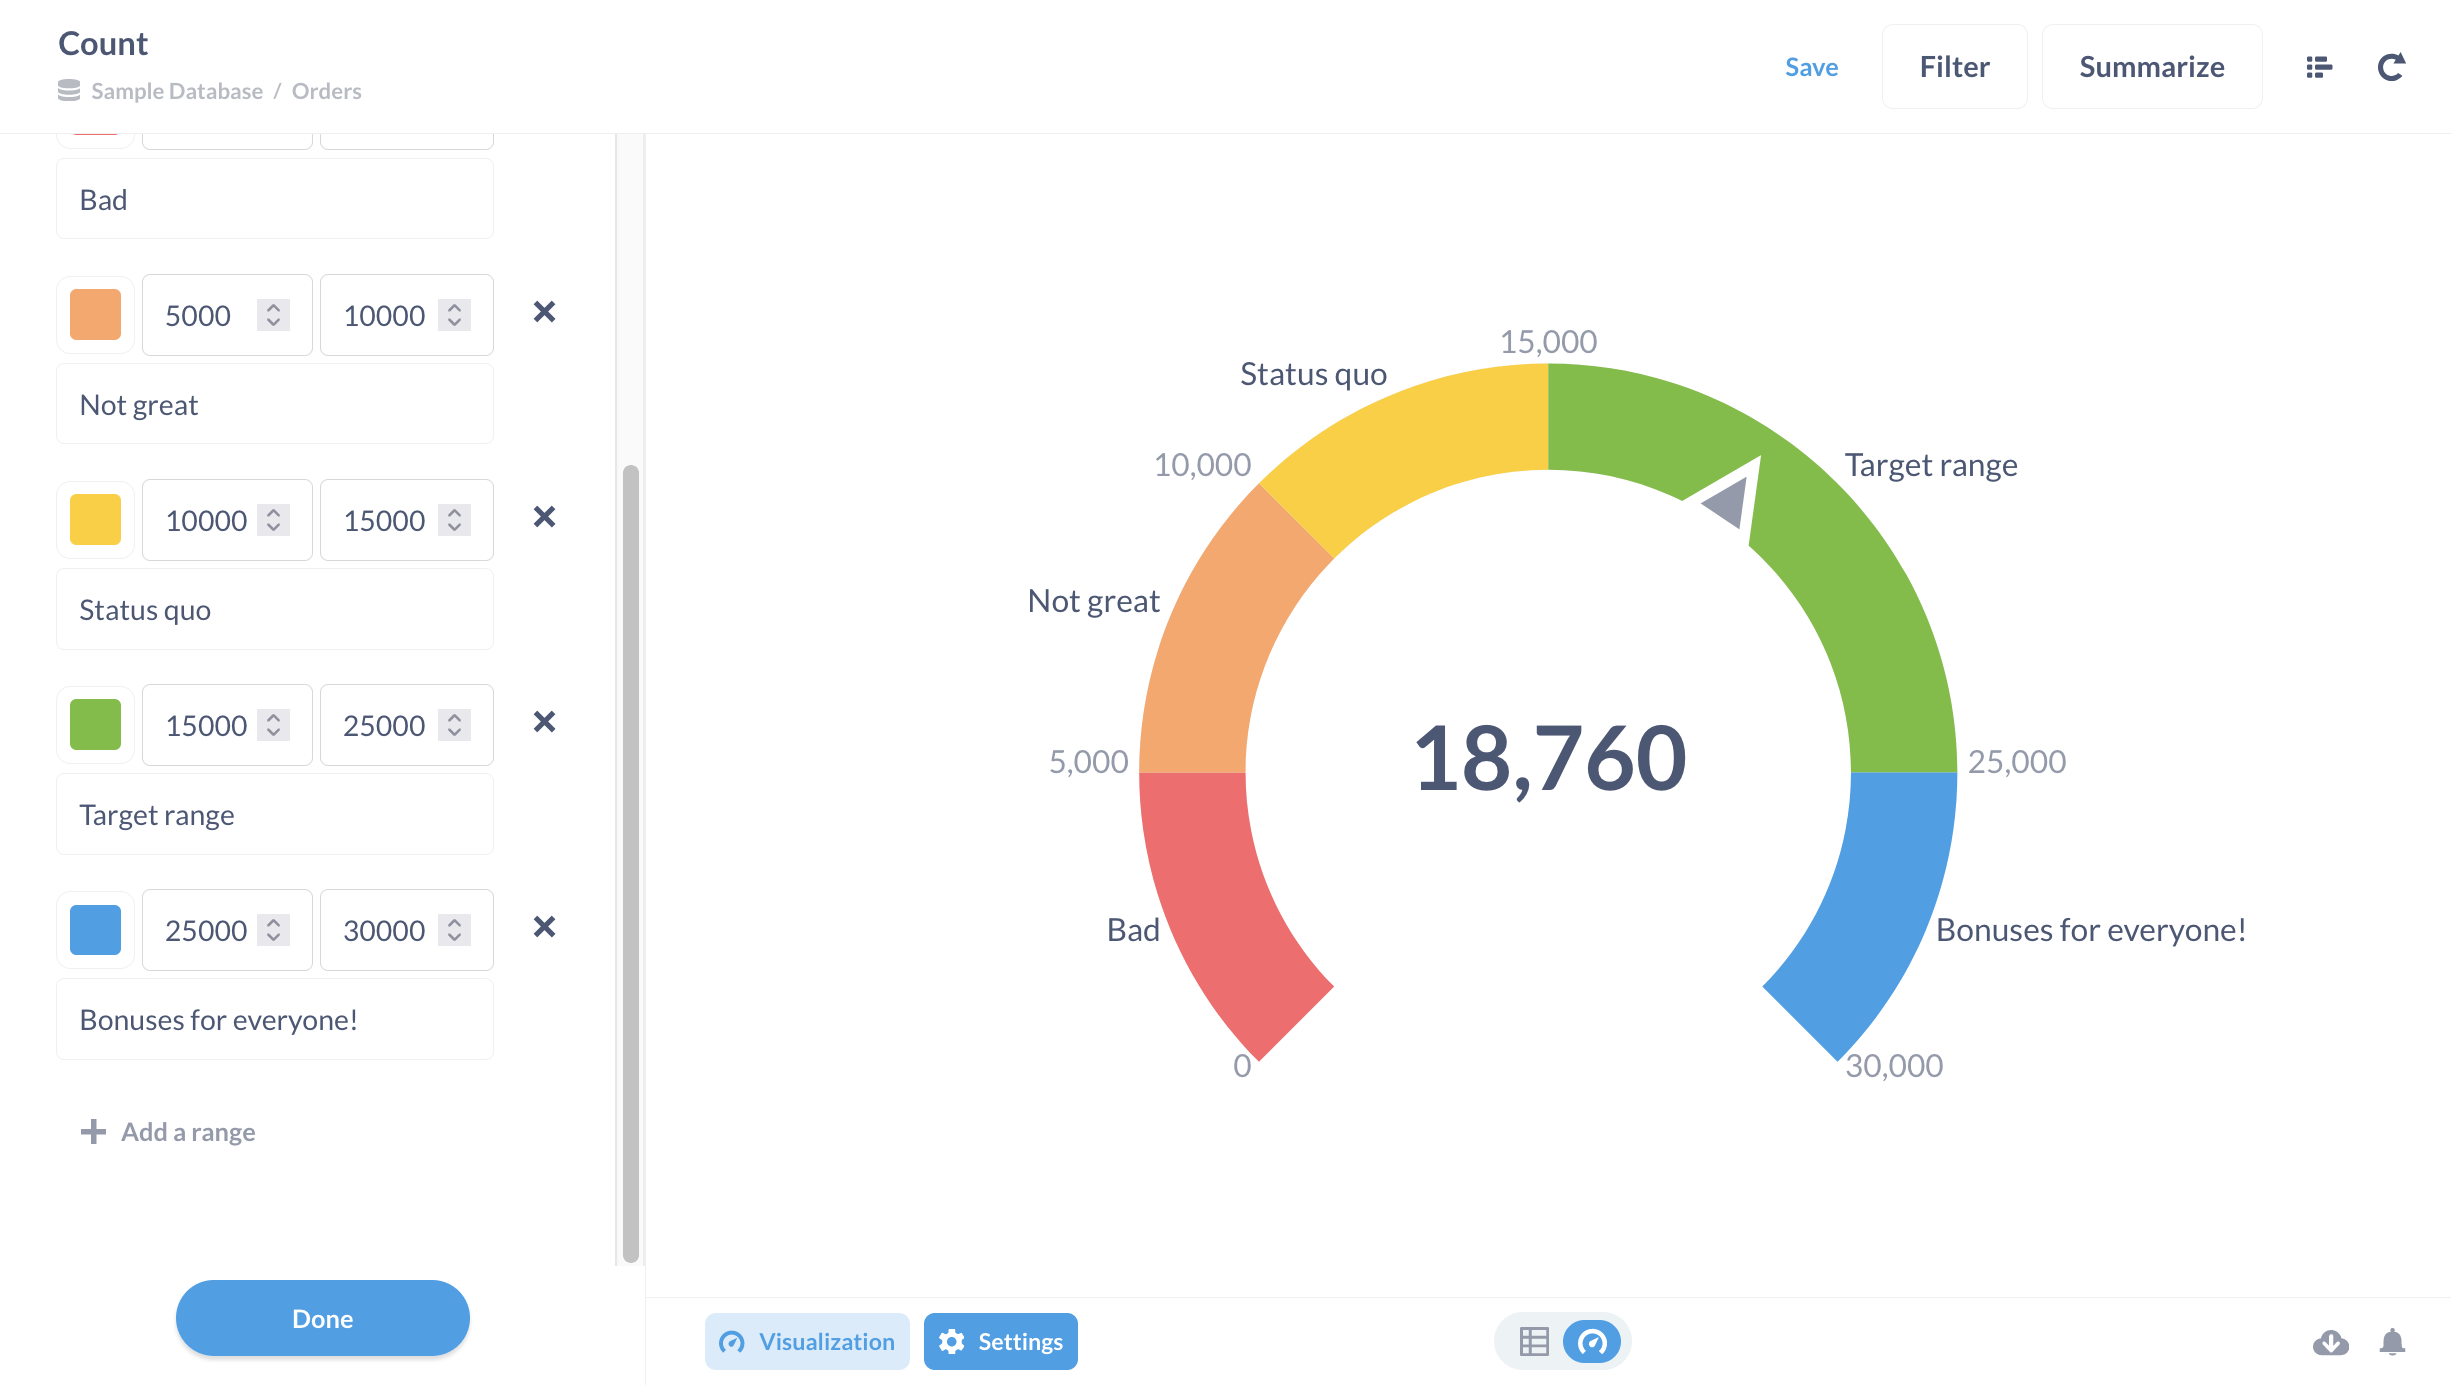 Count
Sample Database / Orders
Save
Filter
Summarize
Bad
5000
10000
Not great
10000
15000
Status quo
15000
25000
Target range
25000
30000
Bonuses for everyone!
Add a range
Done
15,000
Status quo
10,000
Target range
Not great
18,760
5,000
25,000
Bad
Bonuses for everyone!
0
30,000
Visualization
Settings